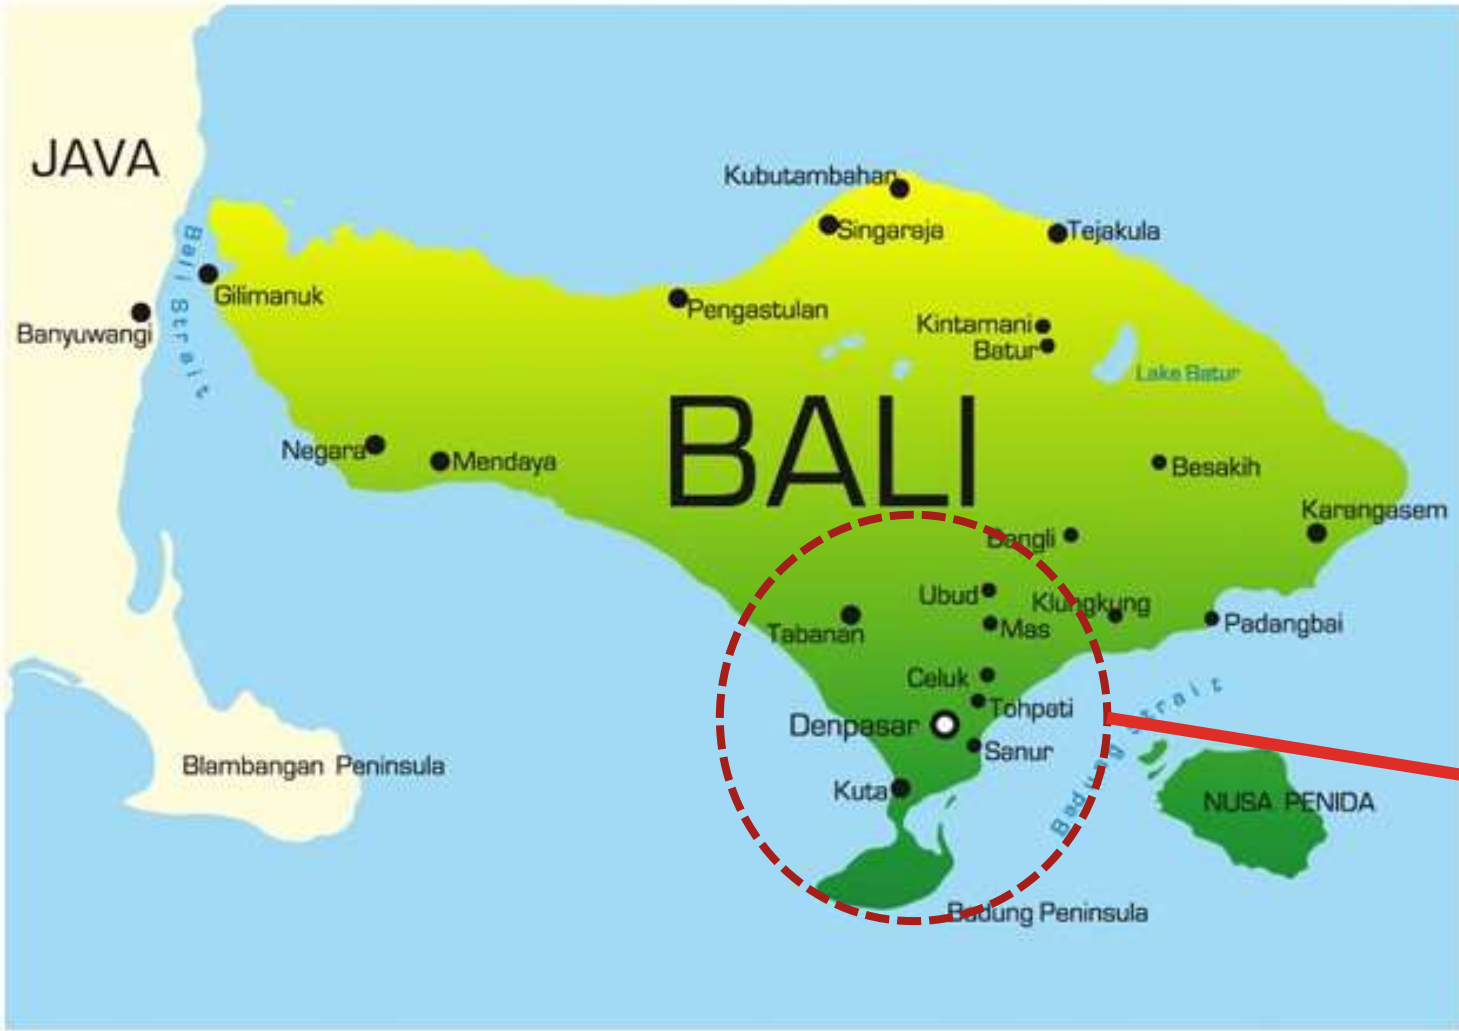 JAVA
Kubutambahan
Singaraja
Tejakula
Bali Strait
Gilimanuk
Banyuwangi
Pengastulan
Kintamani
Batur
Lake Batur
BALI
Negara
Mendaya
Besakih
Karangasem
Bangli
Ubud
Klungkung
Mas
Padangbai
Tabanan
Celuk
Tohpati
Denpasar
Sanur
Badung Strait
Kuta
Blambangan Peninsula
NUSA PENIDA
Badung Peninsula